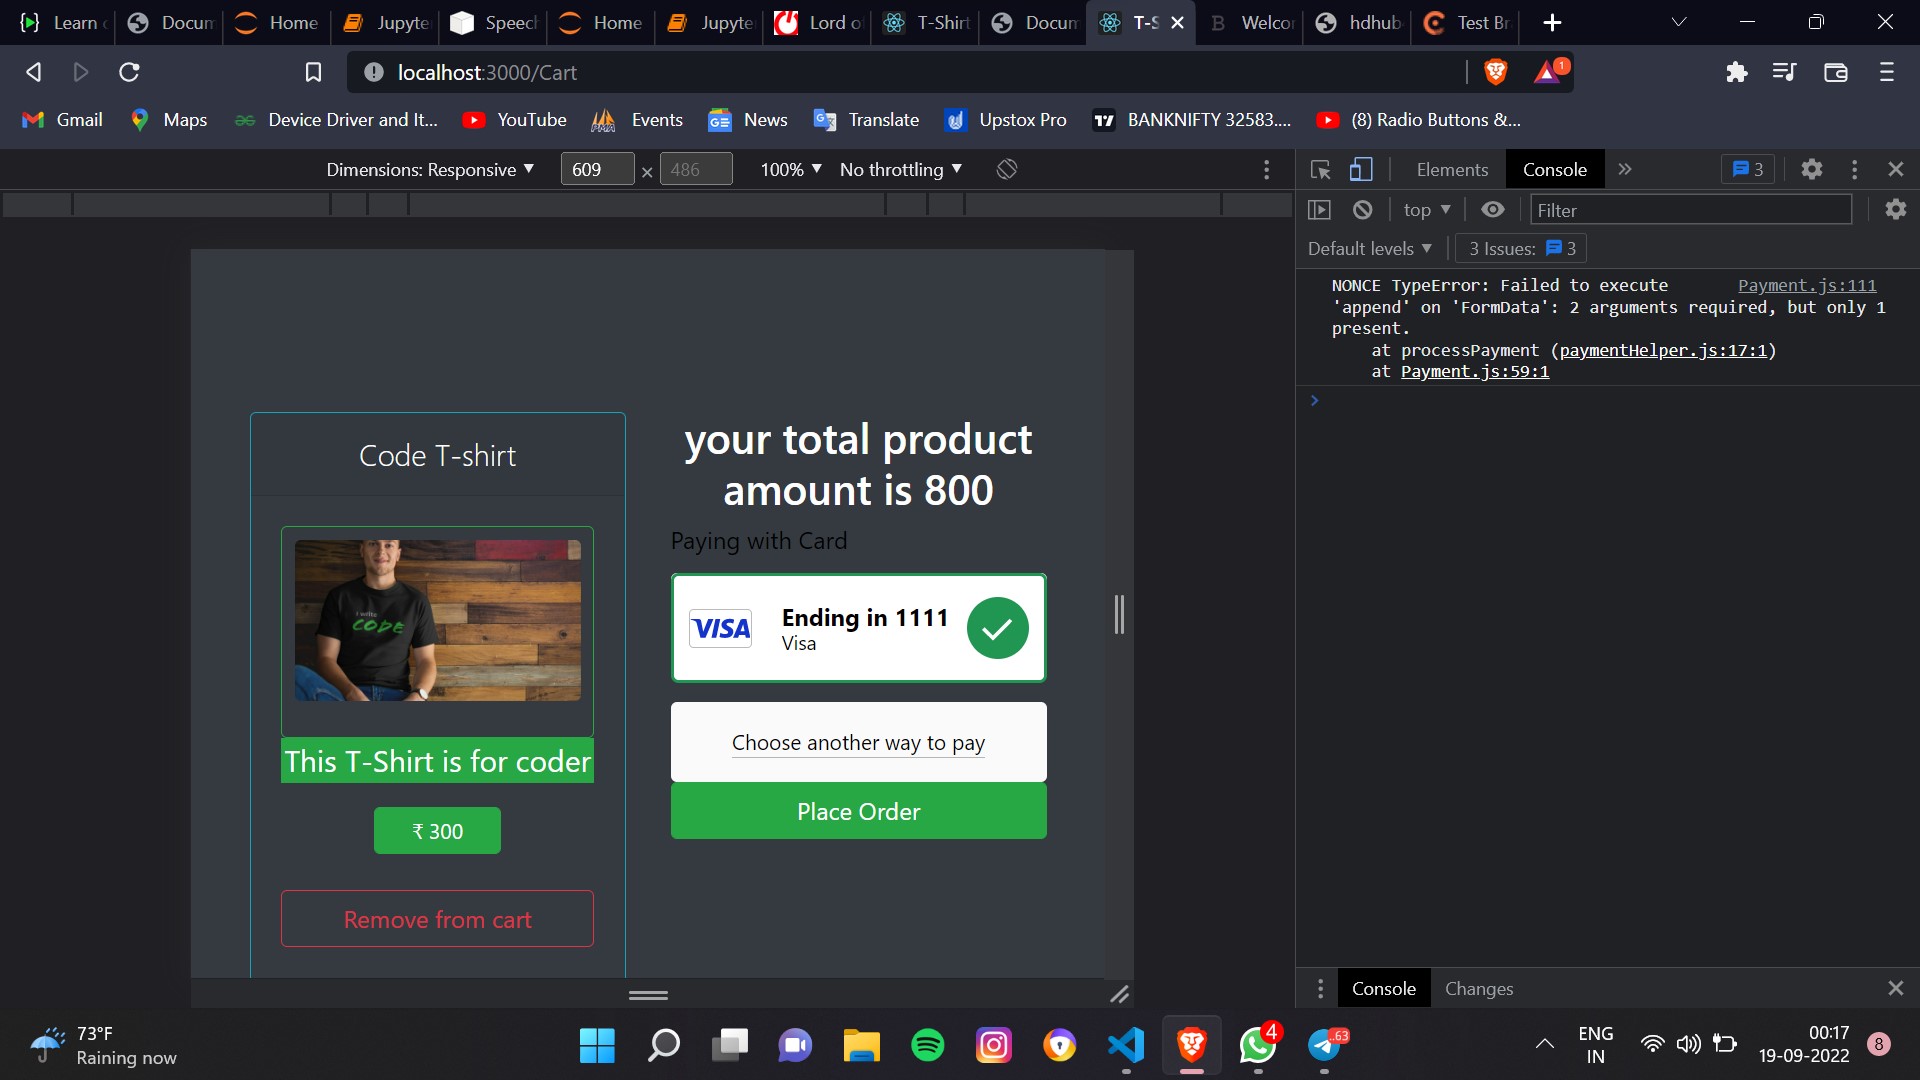 Learn
Docum
Home
Jupyte
Speech
Home
Jupyte
Lord o
T-Shirt
Docum
T-S
Welco
hdhub
Test Br
localhost:3000/Cart
1
Gmail
Maps
Device Driver and It...
YouTube
Events
News
Translate
Upstox Pro
BANKNIFTY 32583....
(8) Radio Buttons &...
Dimensions: Responsive
609 × 486
100%
No throttling
Elements
Console
3
top
Filter
Default levels
3 Issues: 3
NONCE TypeError: Failed to execute Payment.js:111
'append' on 'FormData': 2 arguments required, but only 1
present.
at processPayment (paymentHelper.js:17:1)
at Payment.js:59:1
Code T-shirt
I write
CODE
This T-Shirt is for coder
₹ 300
Remove from cart
your total product
amount is 800
Paying with Card
VISA
Ending in 1111
Visa
Choose another way to pay
Place Order
Console
Changes
73°F
Raining now
4
..63
ENG
IN
00:17
19-09-2022
8